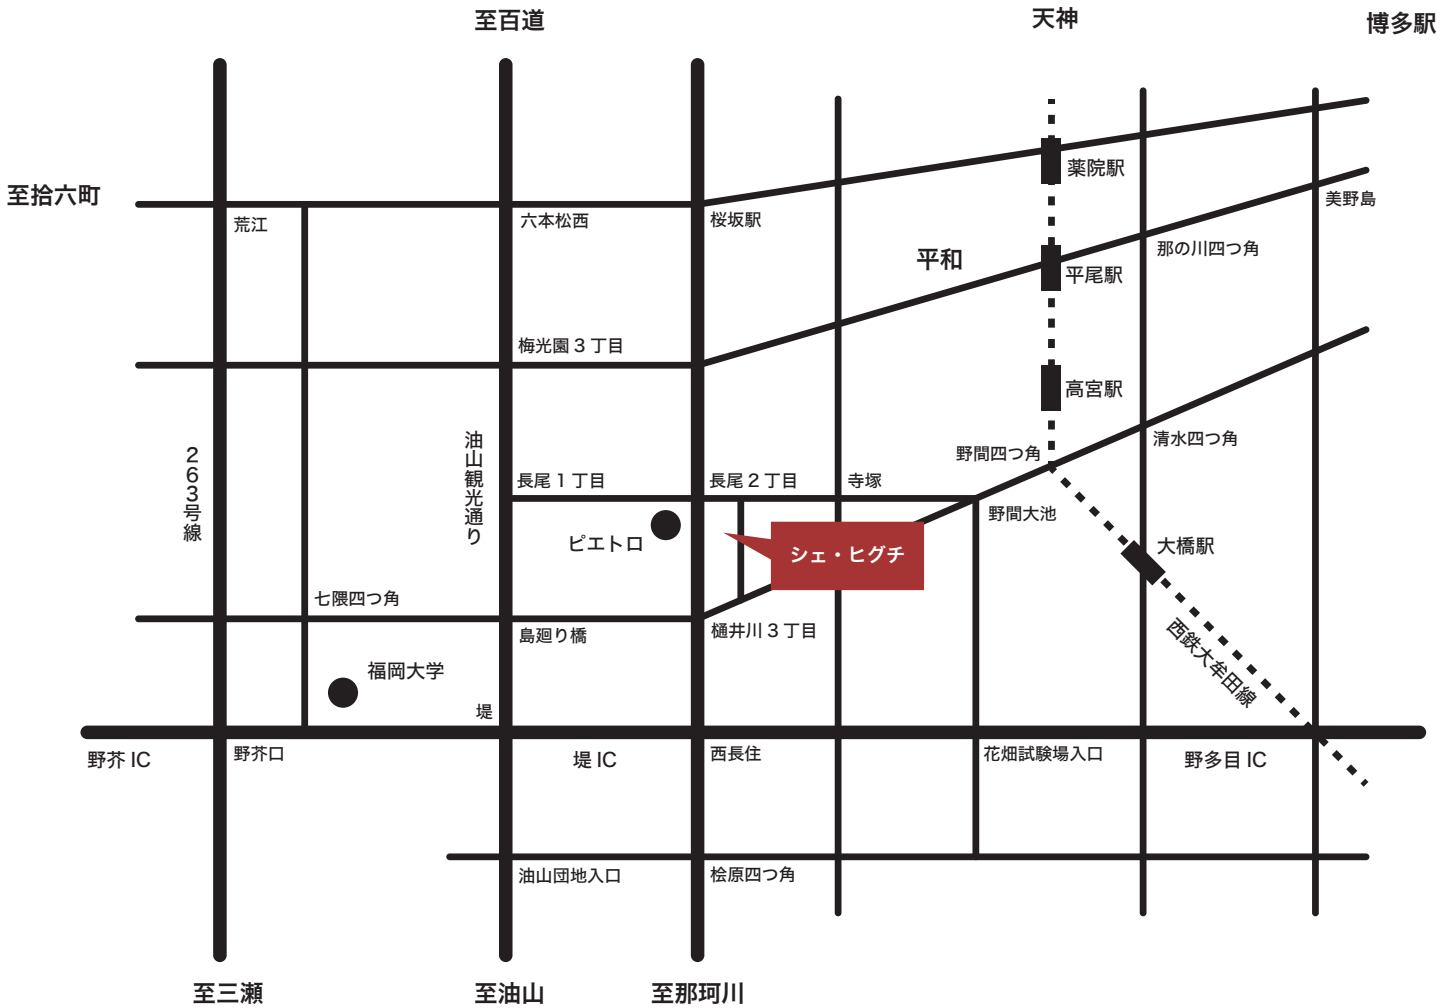 至百道
天神
博多駅
薬院駅
至拾六町
美野島
荒江
六本松西
桜坂駅
那の川四つ角
平和
平尾駅
梅光園3丁目
高宮駅
263号線
油山観光通り
清水四つ角
野間四つ角
長尾1丁目
長尾2丁目
寺塚
野間大池
ピエトロ
シェ・ヒグチ
大橋駅
七隈四つ角
島廻り橋
樋井川3丁目
西鉄大牟田線
福岡大学
堤
野芥IC
野芥口
堤IC
西長住
花畑試験場入口
野多目IC
油山団地入口
桧原四つ角
至三瀬
至油山
至那珂川